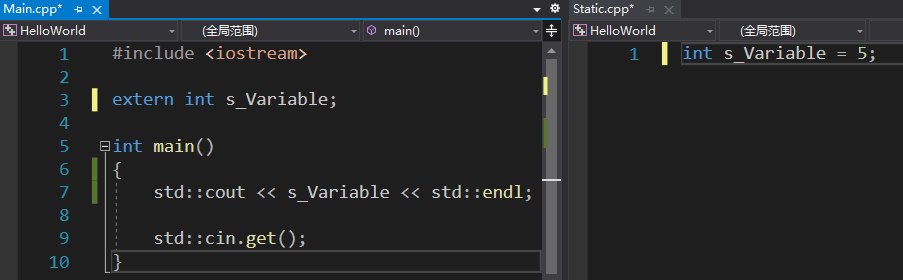 Main.cpp*
HelloWorld (全局范围) main()
1 #include <iostream>
2
3 extern int s_Variable;
4
5 int main()
6 {
7 std::cout << s_Variable << std::endl;
8
9 std::cin.get();
10 }
Static.cpp*
HelloWorld (全局范围)
1 int s_Variable = 5;